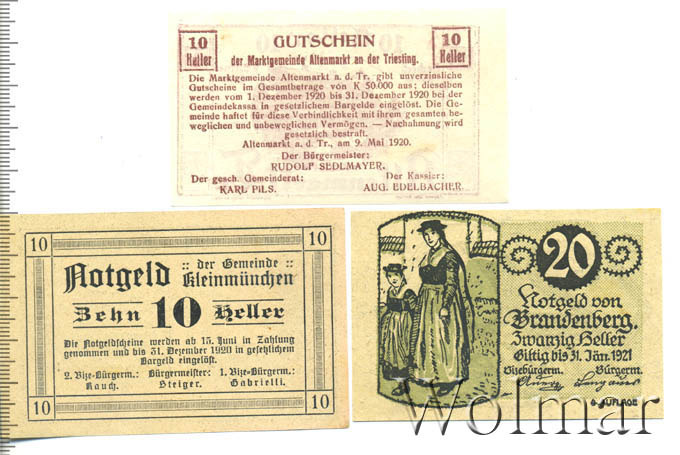 10 Heller
GUTSCHEIN
10 Heller
der Marktgemeinde Altenmarkt an der Triesting.
Die Marktgemeinde Altenmarkt a. d. Tr. gibt unverzinsliche
Gutscheine im Gesamtbetrage von K 50.000 aus; dieselben
werden vom 1. Dezember 1920 bis 31. Dezember 1920 bei der
Gemeindekassa in gesetzlichem Bargelde eingelöst. Die Ge-
meinde haftet für diese Verbindlichkeit mit ihrem gesamten be-
weglichen und unbeweglichen Vermögen. — Nachahmung wird
gesetzlich bestraft.
Altenmarkt a. d. Tr., am 9. Mai 1920.
Der Bürgermeister:
RUDOLF SEDLMAYER.
Der gesch. Gemeinderat: Der Kassier:
KARL PILS. AUG. EDELBACHER.
10 10
Notgeld :: der Gemeinde ::
Kleinmünchen
Zehn 10 Heller
Die Notgeldscheine werden ab 15. Juni in Zahlung
genommen und bis 31. Dezember 1920 in gesetzlichem
Bargeld eingelöst.
2. Vize-Bürgerm.: Bürgermeister: 1. Vize-Bürgerm.:
Rauch. Steiger. Gabrielli.
10 10
20
Notgeld von
Brandenberg.
Zwanzig Heller
Giltig bis 31. Jän. 1921
Vizebürgerm. Bürgerm.
6. AUFLAGE
Wolmar